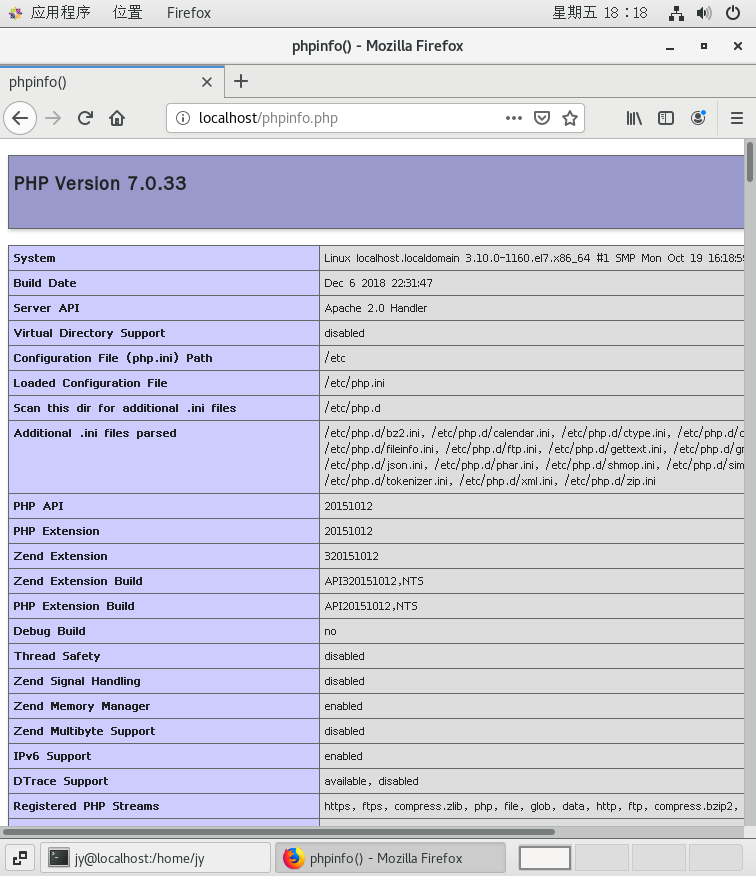 应用程序 位置 Firefox 星期五 18：18
phpinfo() - Mozilla Firefox
phpinfo()
localhost/phpinfo.php
PHP Version 7.0.33
System Linux localhost.localdomain 3.10.0-1160.el7.x86_64 #1 SMP Mon Oct 19 16:18:59
Build Date Dec 6 2018 22:31:47
Server API Apache 2.0 Handler
Virtual Directory Support disabled
Configuration File (php.ini) Path /etc
Loaded Configuration File /etc/php.ini
Scan this dir for additional .ini files /etc/php.d
Additional .ini files parsed /etc/php.d/bz2.ini, /etc/php.d/calendar.ini, /etc/php.d/ctype.ini, /etc/php.d/c
/etc/php.d/fileinfo.ini, /etc/php.d/ftp.ini, /etc/php.d/gettext.ini, /etc/php.d/gr
/etc/php.d/json.ini, /etc/php.d/phar.ini, /etc/php.d/shmop.ini, /etc/php.d/sim
/etc/php.d/tokenizer.ini, /etc/php.d/xml.ini, /etc/php.d/zip.ini
PHP API 20151012
PHP Extension 20151012
Zend Extension 320151012
Zend Extension Build API320151012,NTS
PHP Extension Build API20151012,NTS
Debug Build no
Thread Safety disabled
Zend Signal Handling disabled
Zend Memory Manager enabled
Zend Multibyte Support disabled
IPv6 Support enabled
DTrace Support available, disabled
Registered PHP Streams https, ftps, compress.zlib, php, file, glob, data, http, ftp, compress.bzip2,
jy@localhost:/home/jy phpinfo() - Mozilla Firefox